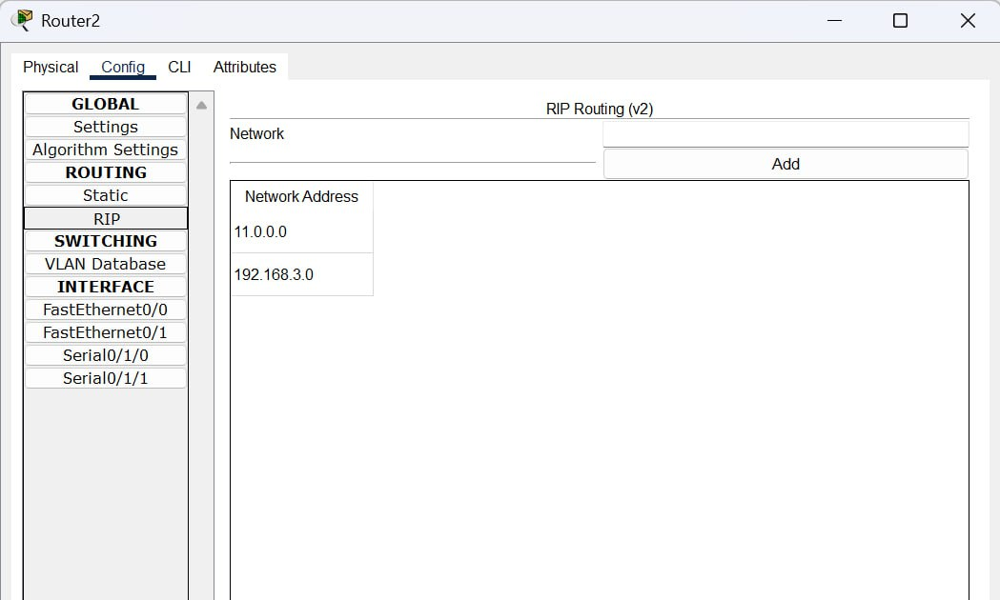 Router2
Physical Config CLI Attributes
GLOBAL
Settings
Algorithm Settings
ROUTING
Static
RIP
SWITCHING
VLAN Database
INTERFACE
FastEthernet0/0
FastEthernet0/1
Serial0/1/0
Serial0/1/1
RIP Routing (v2)
Network
Add
Network Address
11.0.0.0
192.168.3.0